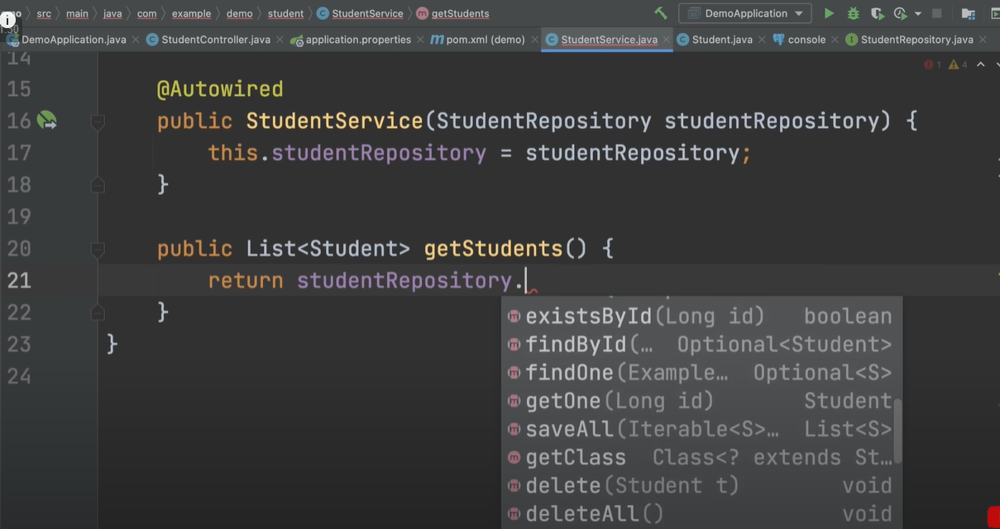 src main java com example demo student StudentService getStudents DemoApplication
DemoApplication.java StudentController.java application.properties pom.xml (demo) StudentService.java Student.java console StudentRepository.java
14
1 4
15 @Autowired
16 public StudentService(StudentRepository studentRepository) {
17 this.studentRepository = studentRepository;
18 }
19
20 public List<Student> getStudents() {
21 return studentRepository.
22 }
23 }
24
existsById(Long id) boolean
findById(… Optional<Student>
findOne(Example… Optional<S>
getOne(Long id) Student
saveAll(Iterable<S>… List<S>
getClass Class<? extends St…
delete(Student t) void
deleteAll() void